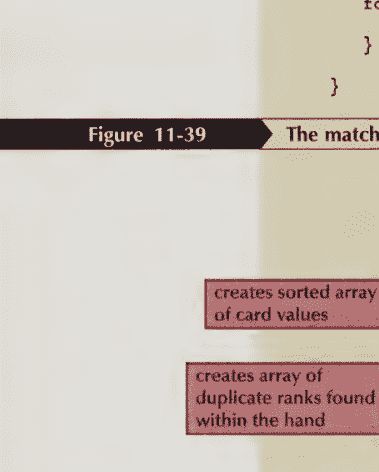 }
}
Figure 11-39 The match
creates sorted array
of card values
creates array of
duplicate ranks found
within the hand